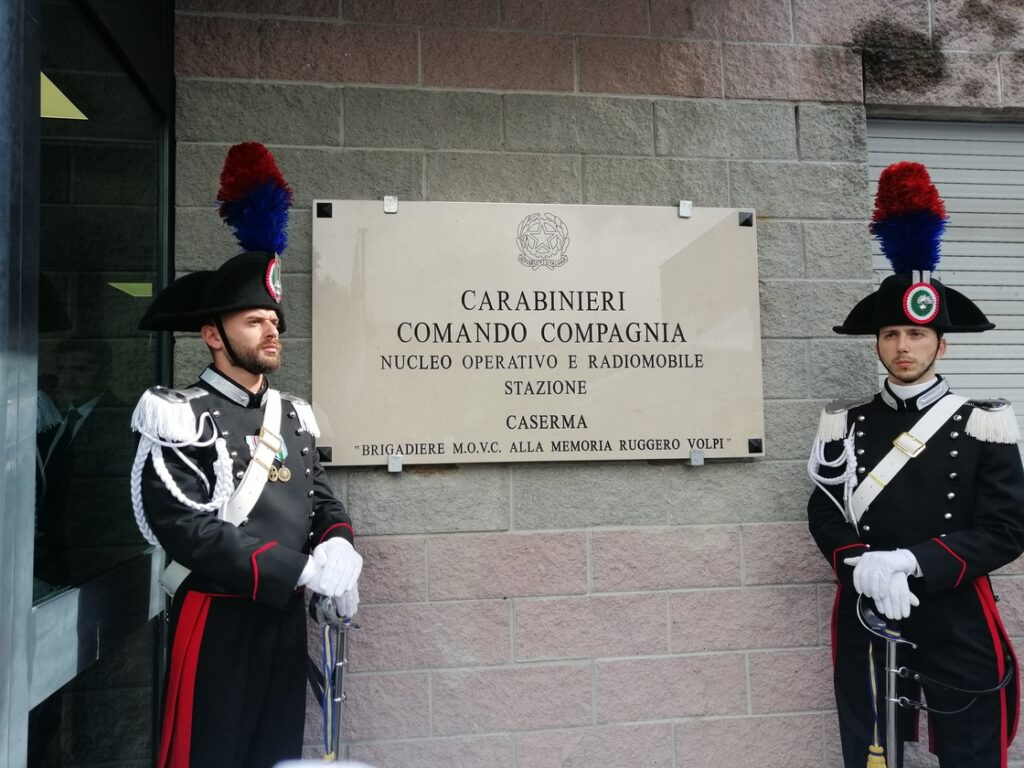 CARABINIERI
COMANDO COMPAGNIA
NUCLEO OPERATIVO E RADIOMOBILE
STAZIONE
CASERMA
"BRIGADIERE M.O.V.C. ALLA MEMORIA RUGGERO VOLPI"